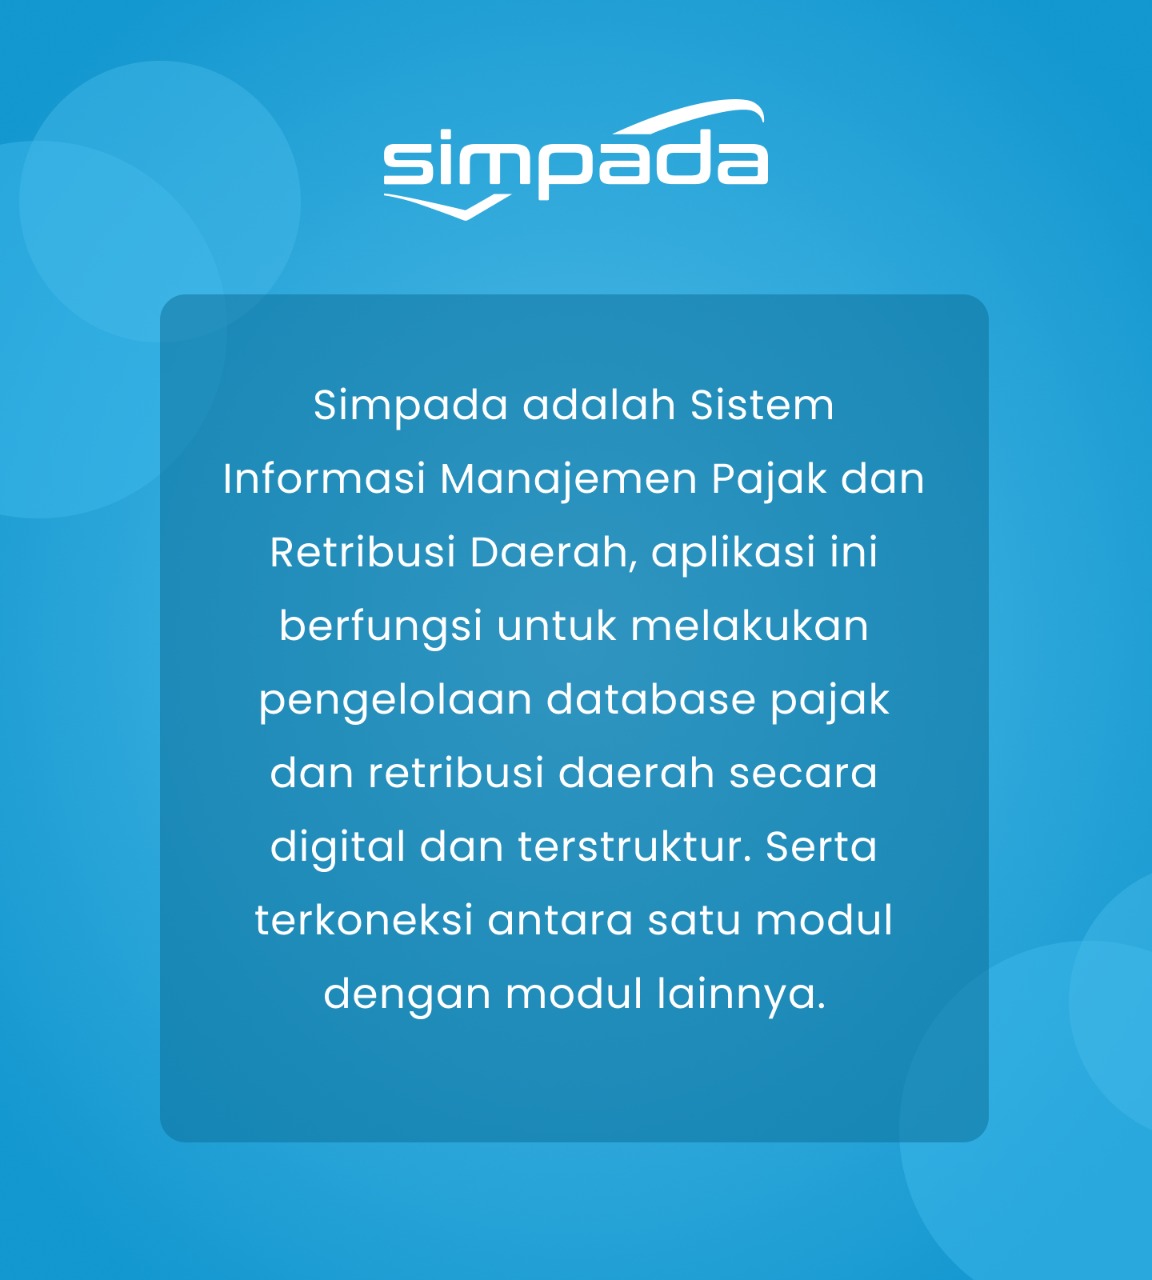 simpada
Simpada adalah Sistem
Informasi Manajemen Pajak dan
Retribusi Daerah, aplikasi ini
berfungsi untuk melakukan
pengelolaan database pajak
dan retribusi daerah secara
digital dan terstruktur. Serta
terkoneksi antara satu modul
dengan modul lainnya.